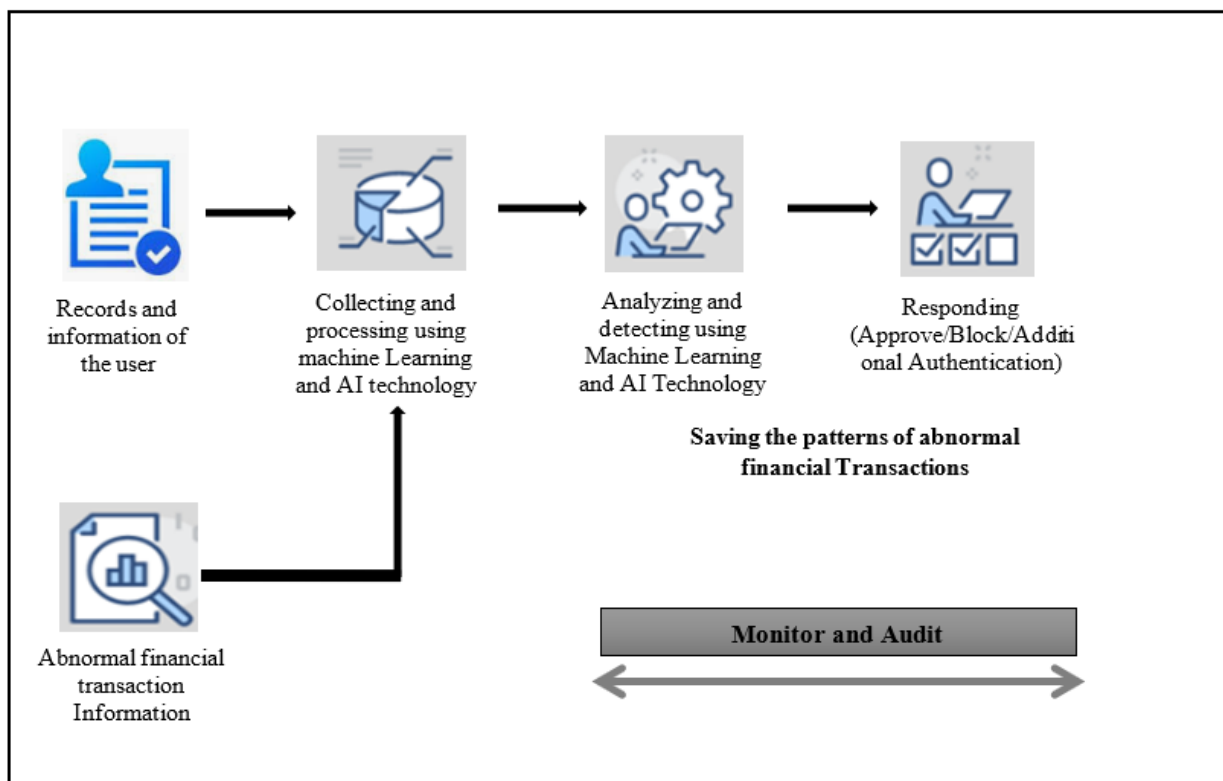 Records and
information of
the user
Collecting and
processing using
machine Learning
and AI technology
Analyzing and
detecting using
Machine Learning
and AI Technology
Responding
(Approve/Block/Additi
onal Authentication)
Saving the patterns of abnormal
financial Transactions
Abnormal financial
transaction
Information
Monitor and Audit